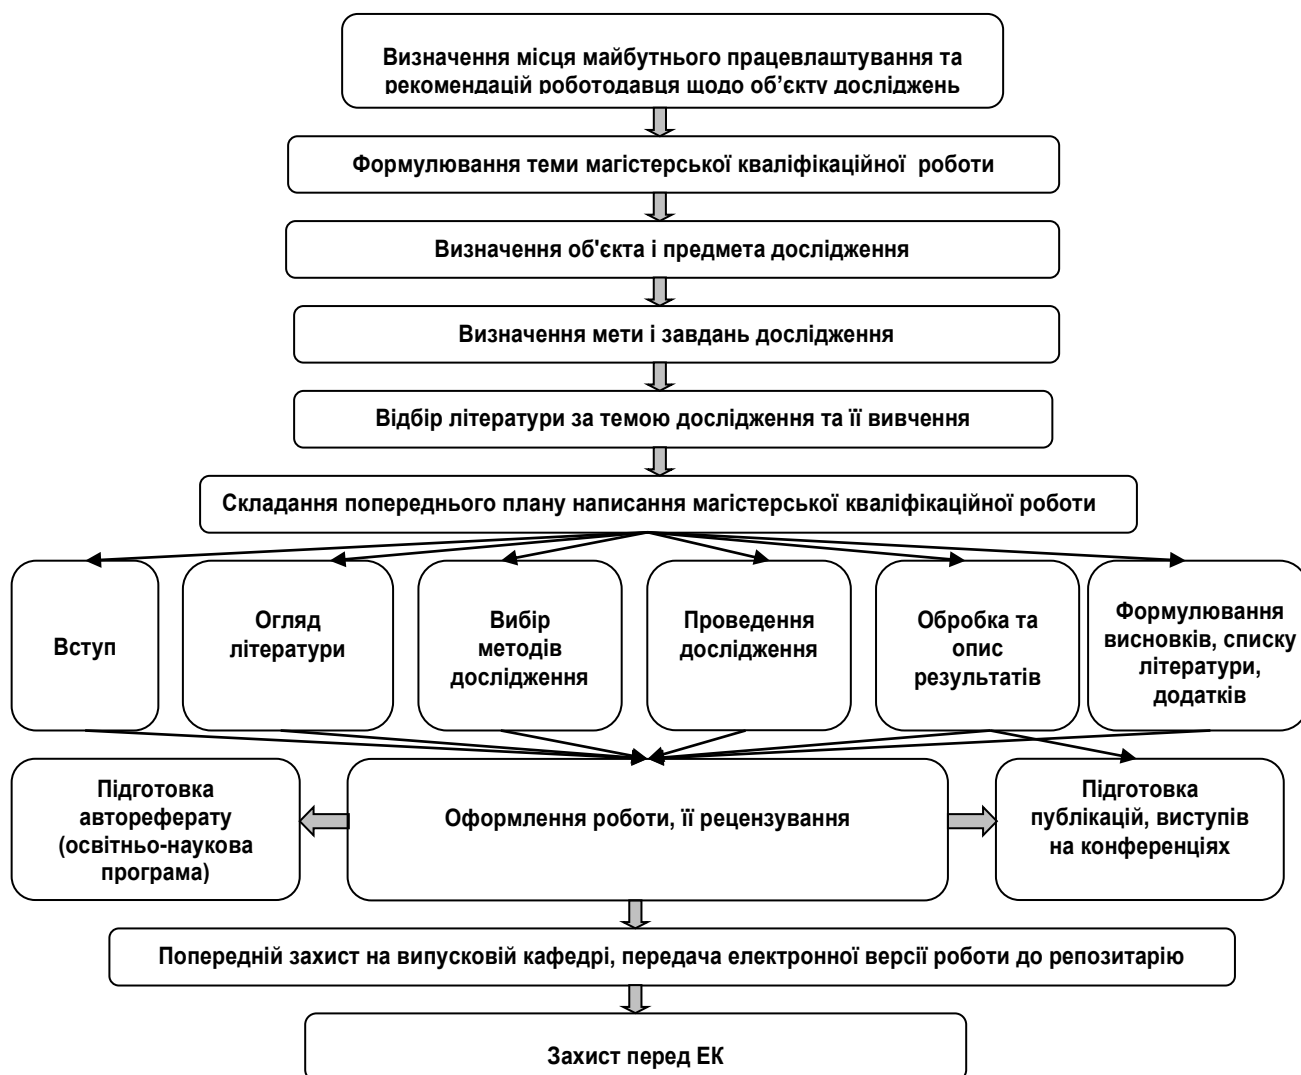 Визначення місця майбутнього працевлаштування та
рекомендацій роботодавця щодо об’єкту досліджень
Формулювання теми магістерської кваліфікаційної роботи
Визначення об'єкта і предмета дослідження
Визначення мети і завдань дослідження
Відбір літератури за темою дослідження та її вивчення
Складання попереднього плану написання магістерської кваліфікаційної роботи
Вступ
Огляд
літератури
Вибір
методів
дослідження
Проведення
дослідження
Обробка та
опис
результатів
Формулювання
висновків, списку
літератури,
додатків
Підготовка
автореферату
(освітньо-наукова
програма)
Оформлення роботи, її рецензування
Підготовка
публікацій, виступів
на конференціях
Попередній захист на випусковій кафедрі, передача електронної версії роботи до репозитарію
Захист перед ЕК